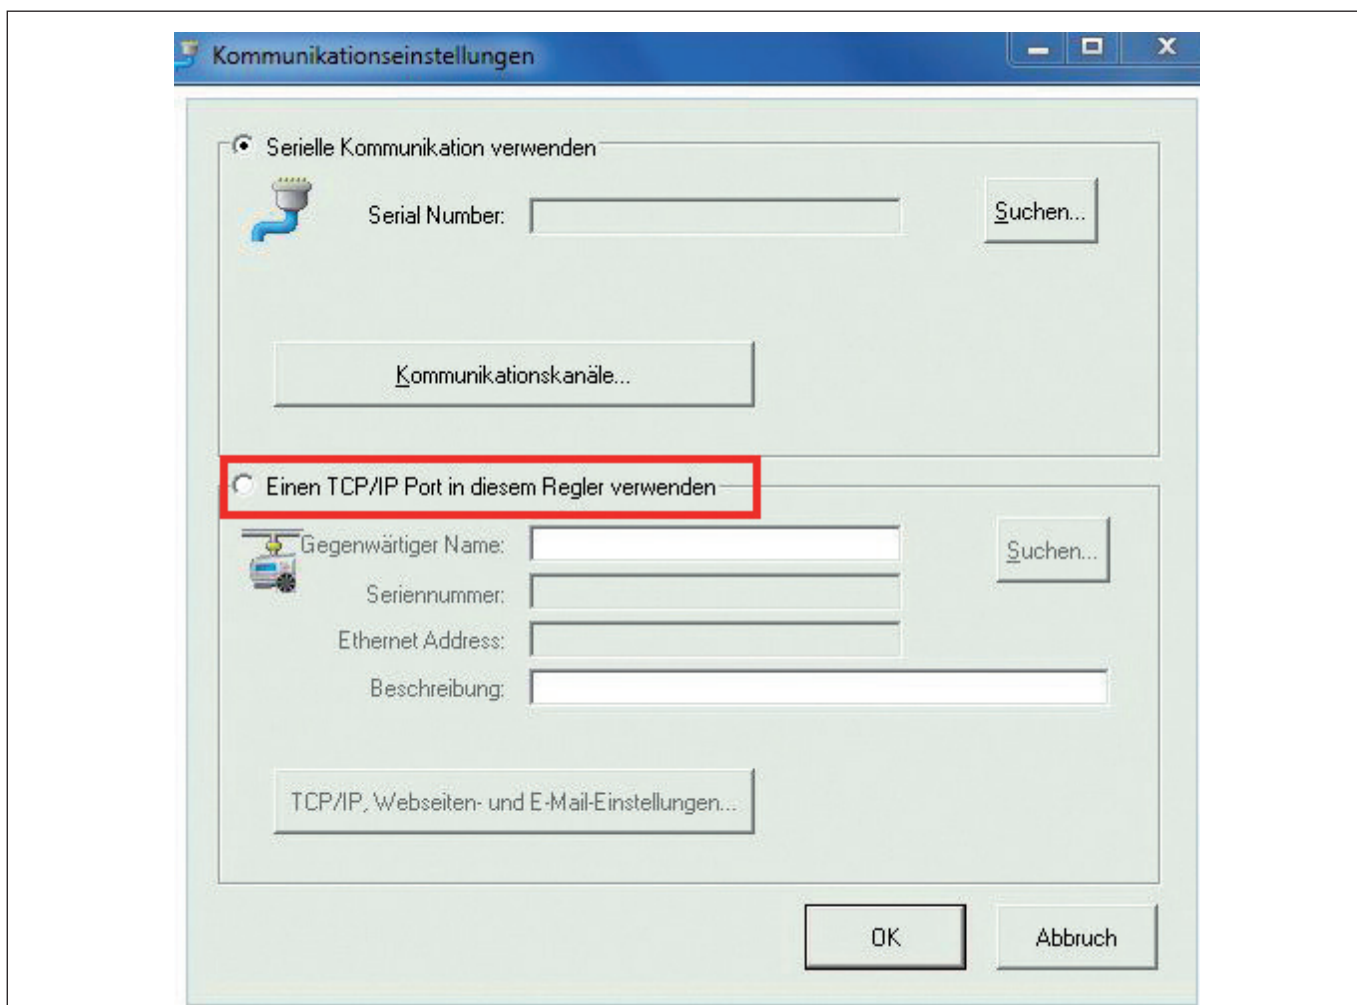 Kommunikationseinstellungen
Serielle Kommunikation verwenden
Serial Number:
Suchen...
Kommunikationskanäle...
Einen TCP/IP Port in diesem Regler verwenden
Gegenwärtiger Name:
Suchen...
Seriennummer:
Ethernet Address:
Beschreibung:
TCP/IP, Webseiten- und E-Mail-Einstellungen...
OK
Abbruch